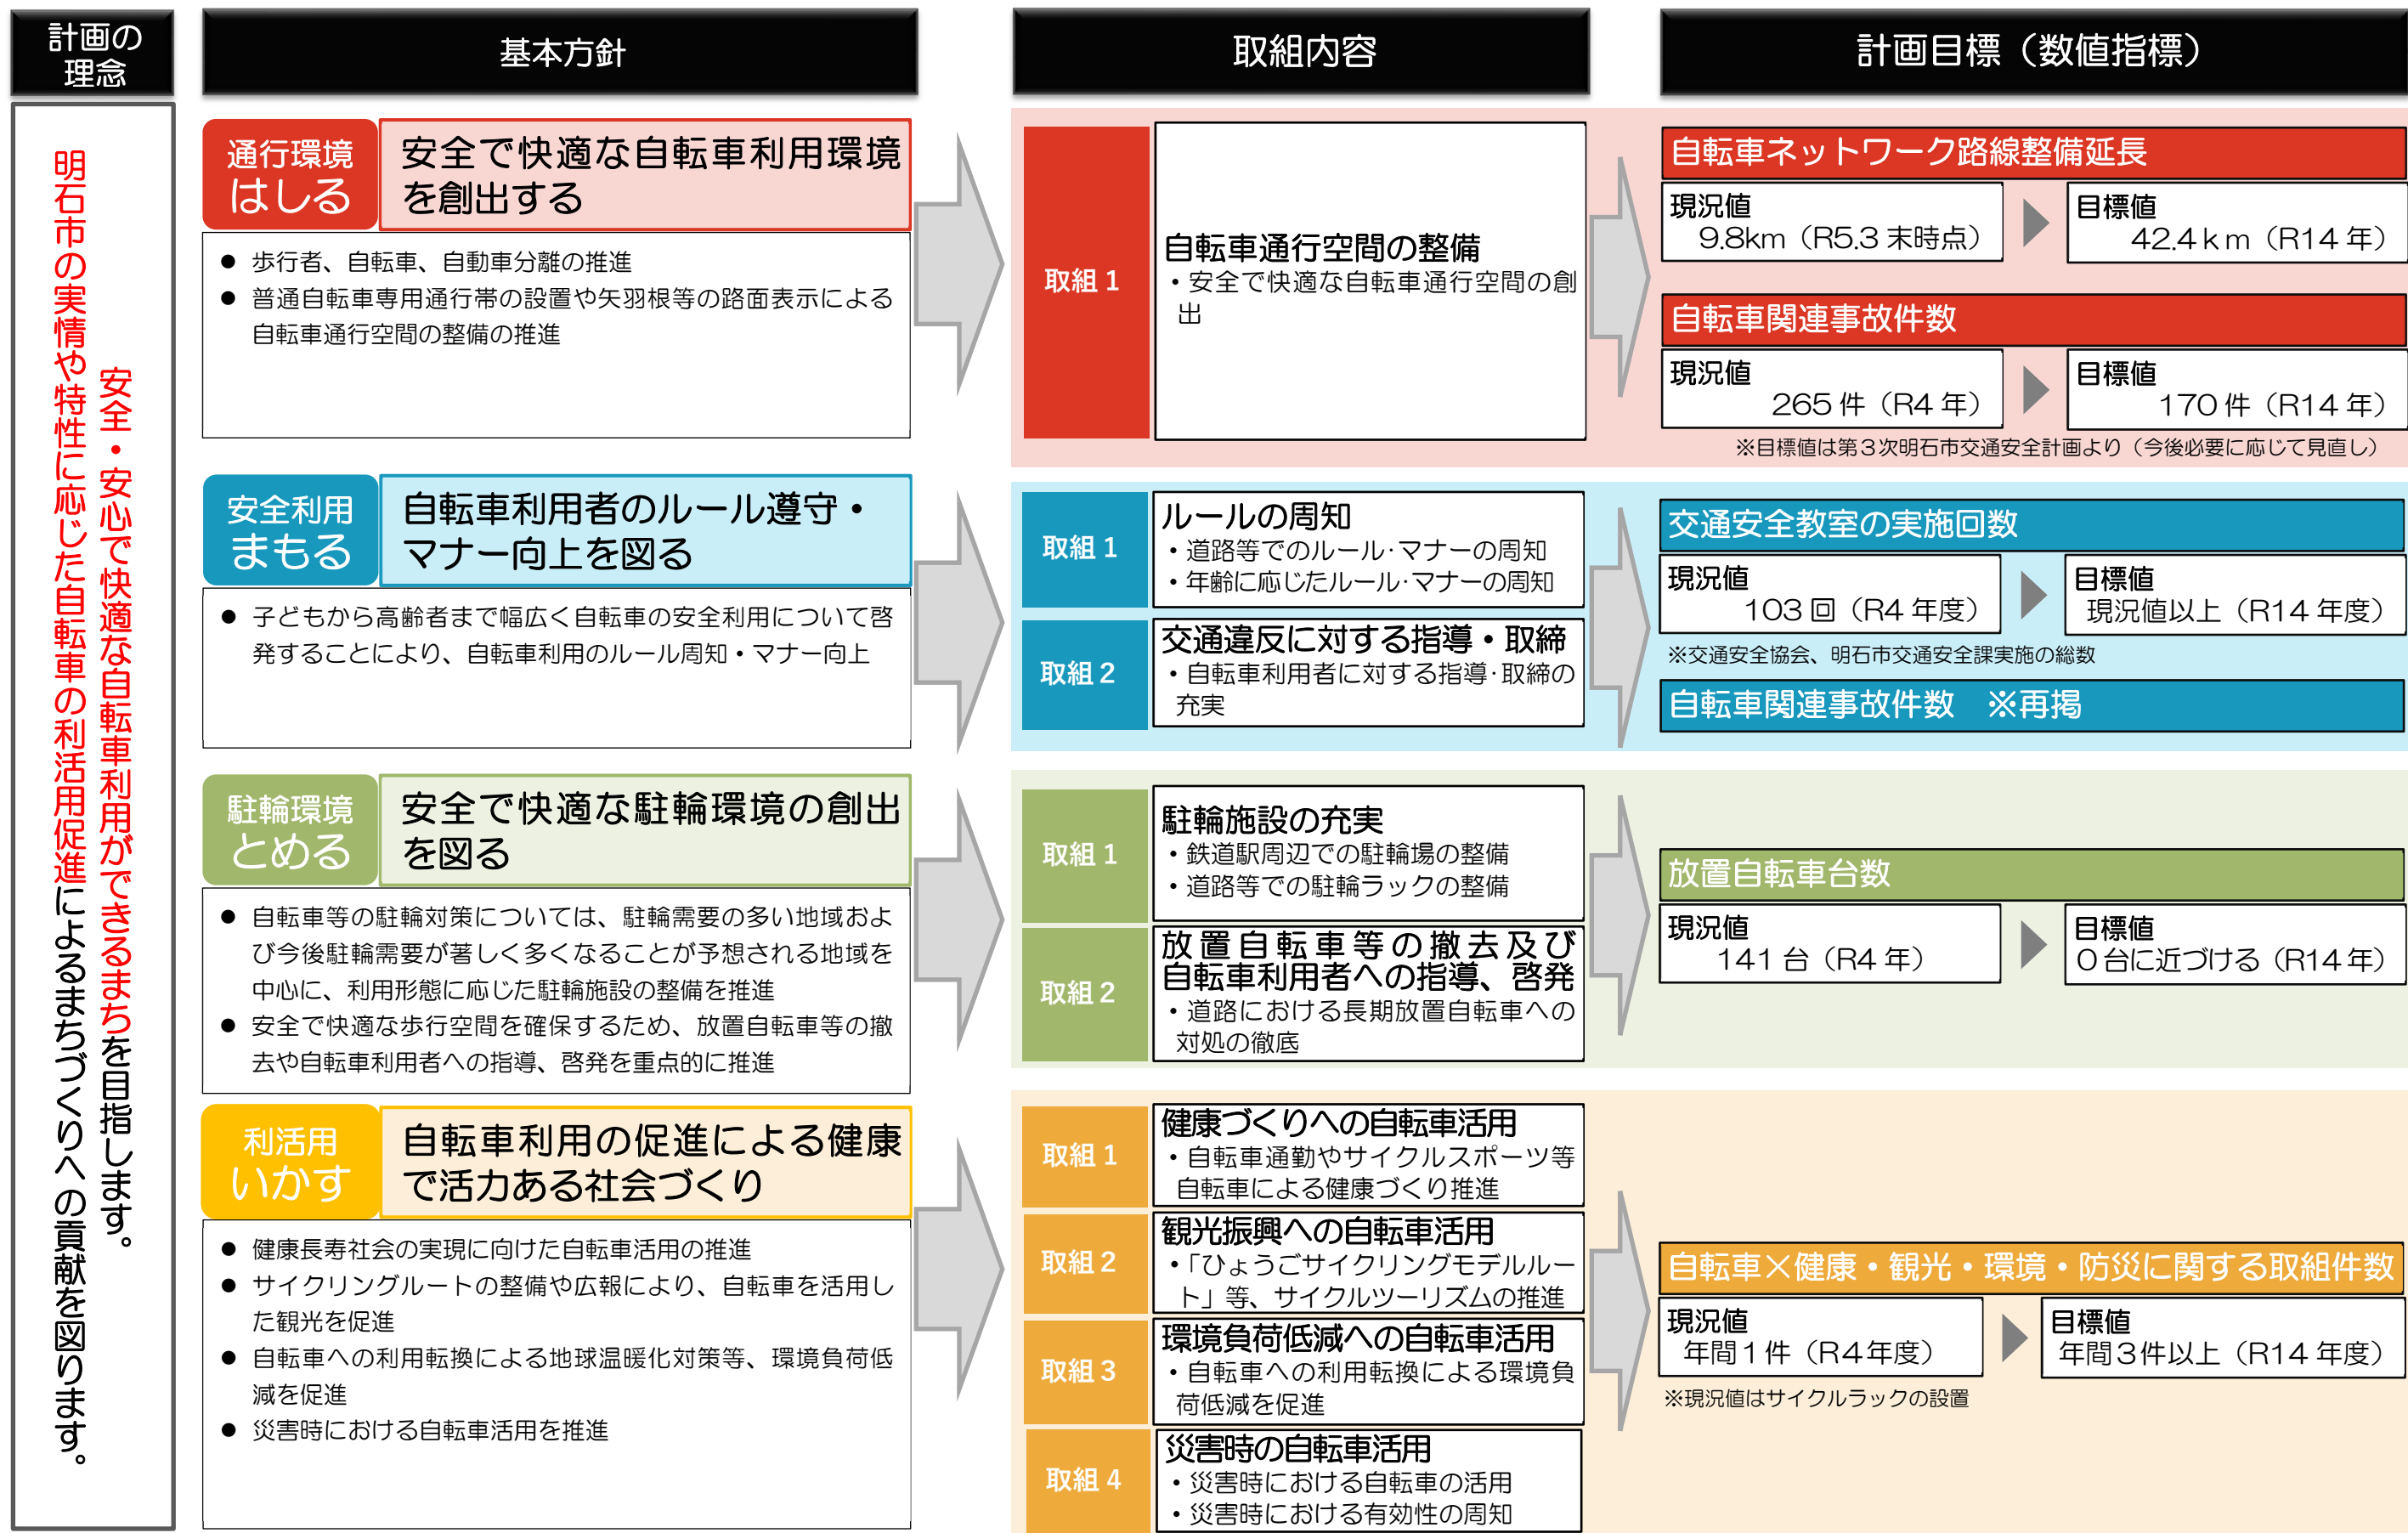 計画の
理念
基本方針
取組内容
計画目標（数値指標）
安全・安心で快適な自転車利用ができるまちを目指します。
明石市の実情や特性に応じた自転車の利活用促進によるまちづくりへの貢献を図ります。
通行環境
はしる
安全で快適な自転車利用環境
を創出する
● 歩行者、自転車、自動車分離の推進
● 普通自転車専用通行帯の設置や矢羽根等の路面表示による
自転車通行空間の整備の推進
取組１
自転車通行空間の整備
・安全で快適な自転車通行空間の創
出
自転車ネットワーク路線整備延長
現況値
9.8km（R5.3 末時点）
目標値
42.4ｋｍ（R14 年）
自転車関連事故件数
現況値
265 件（R4 年）
目標値
170 件（R14 年）
※目標値は第３次明石市交通安全計画より（今後必要に応じて見直し）
安全利用
まもる
自転車利用者のルール遵守・
マナー向上を図る
● 子どもから高齢者まで幅広く自転車の安全利用について啓
発することにより、自転車利用のルール周知・マナー向上
取組１
ルールの周知
・道路等でのルール･マナーの周知
・年齢に応じたルール･マナーの周知
取組２
交通違反に対する指導・取締
・自転車利用者に対する指導･取締の
充実
交通安全教室の実施回数
現況値
103 回（R4 年度）
目標値
現況値以上（R14 年度）
※交通安全協会、明石市交通安全課実施の総数
自転車関連事故件数　※再掲
駐輪環境
とめる
安全で快適な駐輪環境の創出
を図る
● 自転車等の駐輪対策については、駐輪需要の多い地域およ
び今後駐輪需要が著しく多くなることが予想される地域を
中心に、利用形態に応じた駐輪施設の整備を推進
● 安全で快適な歩行空間を確保するため、放置自転車等の撤
去や自転車利用者への指導、啓発を重点的に推進
取組１
駐輪施設の充実
・鉄道駅周辺での駐輪場の整備
・道路等での駐輪ラックの整備
取組２
放置自転車等の撤去及び
自転車利用者への指導、啓発
・道路における長期放置自転車への
対処の徹底
放置自転車台数
現況値
141 台（R4 年）
目標値
０台に近づける（R14年）
利活用
いかす
自転車利用の促進による健康
で活力ある社会づくり
● 健康長寿社会の実現に向けた自転車活用の推進
● サイクリングルートの整備や広報により、自転車を活用し
た観光を促進
● 自転車への利用転換による地球温暖化対策等、環境負荷低
減を促進
● 災害時における自転車活用を推進
取組１
健康づくりへの自転車活用
・自転車通勤やサイクルスポーツ等
自転車による健康づくり推進
取組２
観光振興への自転車活用
・「ひょうごサイクリングモデルルー
ト」等、サイクルツーリズムの推進
取組３
環境負荷低減への自転車活用
・自転車への利用転換による環境負
荷低減を促進
取組４
災害時の自転車活用
・災害時における自転車の活用
・災害時における有効性の周知
自転車×健康・観光・環境・防災に関する取組件数
現況値
年間１件（R４年度）
目標値
年間３件以上（R14 年度）
※現況値はサイクルラックの設置